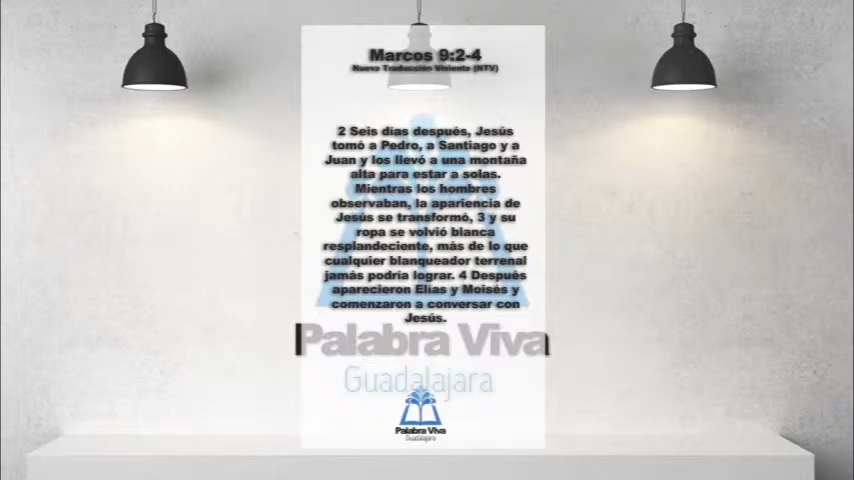 Marcos 9:2-4
Nueva Traducción Viviente (NTV)
2 Seis días después, Jesús
tomó a Pedro, a Santiago y a
Juan y los llevó a una montaña
alta para estar a solas.
Mientras los hombres
observaban, la apariencia de
Jesús se transformó, 3 y su
ropa se volvió blanca
resplandeciente, más de lo que
cualquier blanqueador terrenal
jamás podría lograr. 4 Después
aparecieron Elías y Moisés y
comenzaron a conversar con
Jesús.
Palabra Viva
Guadalajara
Palabra Viva
Guadalajara